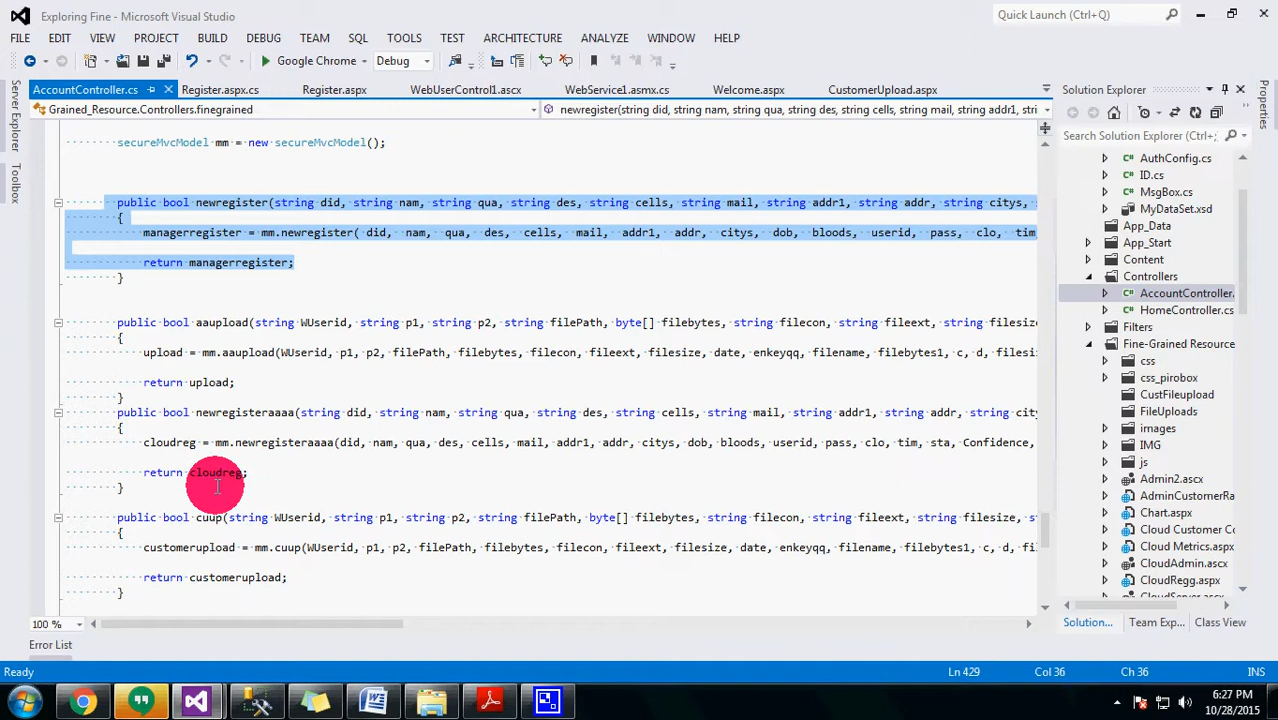 Exploring Fine - Microsoft Visual Studio
Quick Launch (Ctrl+Q)
FILE EDIT VIEW PROJECT BUILD DEBUG TEAM SQL TOOLS TEST ARCHITECTURE ANALYZE WINDOW HELP
Google Chrome Debug
AccountController.cs Register.aspx.cs Register.aspx WebUserControl1.ascx WebService1.asmx.cs Welcome.aspx CustomerUpload.aspx
Grained_Resource.Controllers.finegrained newregister(string did, string nam, string qua, string des, string cells, string mail, string addr1, stri
secureMvcModel mm = new secureMvcModel();
public bool newregister(string did, string nam, string qua, string des, string cells, string mail, string addr1, string addr, string citys,
{
managerregister = mm.newregister( did, nam, qua, des, cells, mail, addr1, addr, citys, dob, bloods, userid, pass, clo, tim
return managerregister;
}
public bool aaupload(string WUserid, string p1, string p2, string filePath, byte[] filebytes, string filecon, string fileext, string filesize
{
upload = mm.aaupload(WUserid, p1, p2, filePath, filebytes, filecon, fileext, filesize, date, enkeyqq, filename, filebytes1, c, d, filesi
return upload;
}
public bool newregisteraaaa(string did, string nam, string qua, string des, string cells, string mail, string addr1, string addr, string city
{
cloudreg = mm.newregisteraaaa(did, nam, qua, des, cells, mail, addr1, addr, citys, dob, bloods, userid, pass, clo, tim, sta, Confidence,
return cloudreg;
}
public bool cuup(string WUserid, string p1, string p2, string filePath, byte[] filebytes, string filecon, string fileext, string filesize, s
{
customerupload = mm.cuup(WUserid, p1, p2, filePath, filebytes, filecon, fileext, filesize, date, enkeyqq, filename, filebytes1, c, d, fil
return customerupload;
}
100 %
Error List
Ready Ln 429 Col 36 Ch 36 INS
Server Explorer
Toolbox
Solution Explorer
Search Solution Explorer (Ctrl+;
AuthConfig.cs
ID.cs
MsgBox.cs
MyDataSet.xsd
App_Data
App_Start
Content
Controllers
AccountController.
HomeController.cs
Filters
Fine-Grained Resource
css
css_pirobox
CustFileupload
FileUploads
images
IMG
js
Admin2.ascx
AdminCustomerRa
Chart.aspx
Cloud Customer Co
Cloud Metrics.aspx
CloudAdmin.ascx
CloudRegg.aspx
CloudServer.ascx
Solution... Team Exp... Class View
Properties
6:27 PM
10/28/2015